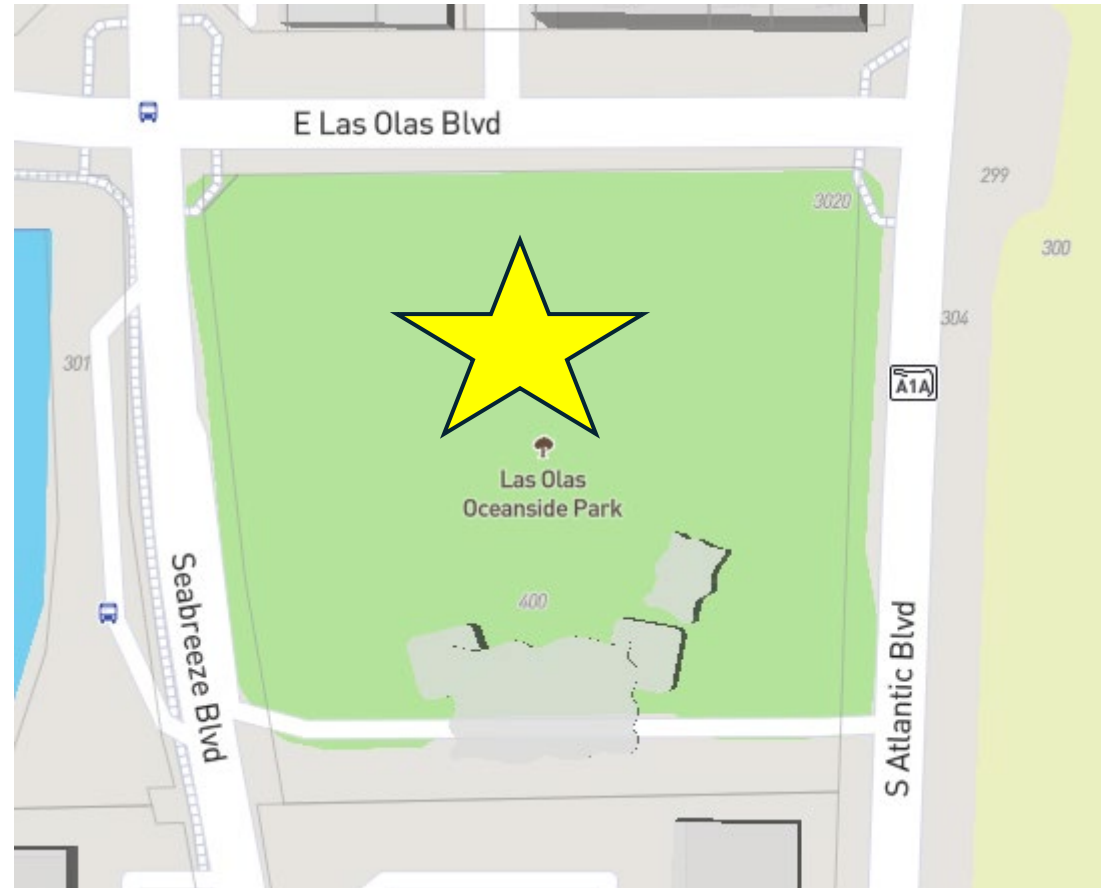 E Las Olas Blvd
299
3020
300
304
301
A1A
Las Olas
Oceanside Park
400
Seabreeze Blvd
S Atlantic Blvd